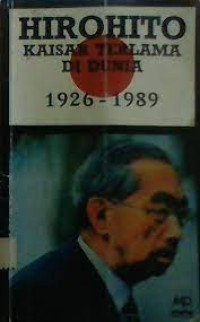 HIROHITO
KAISAR TERLAMA
DI DUNIA
1926 - 1989